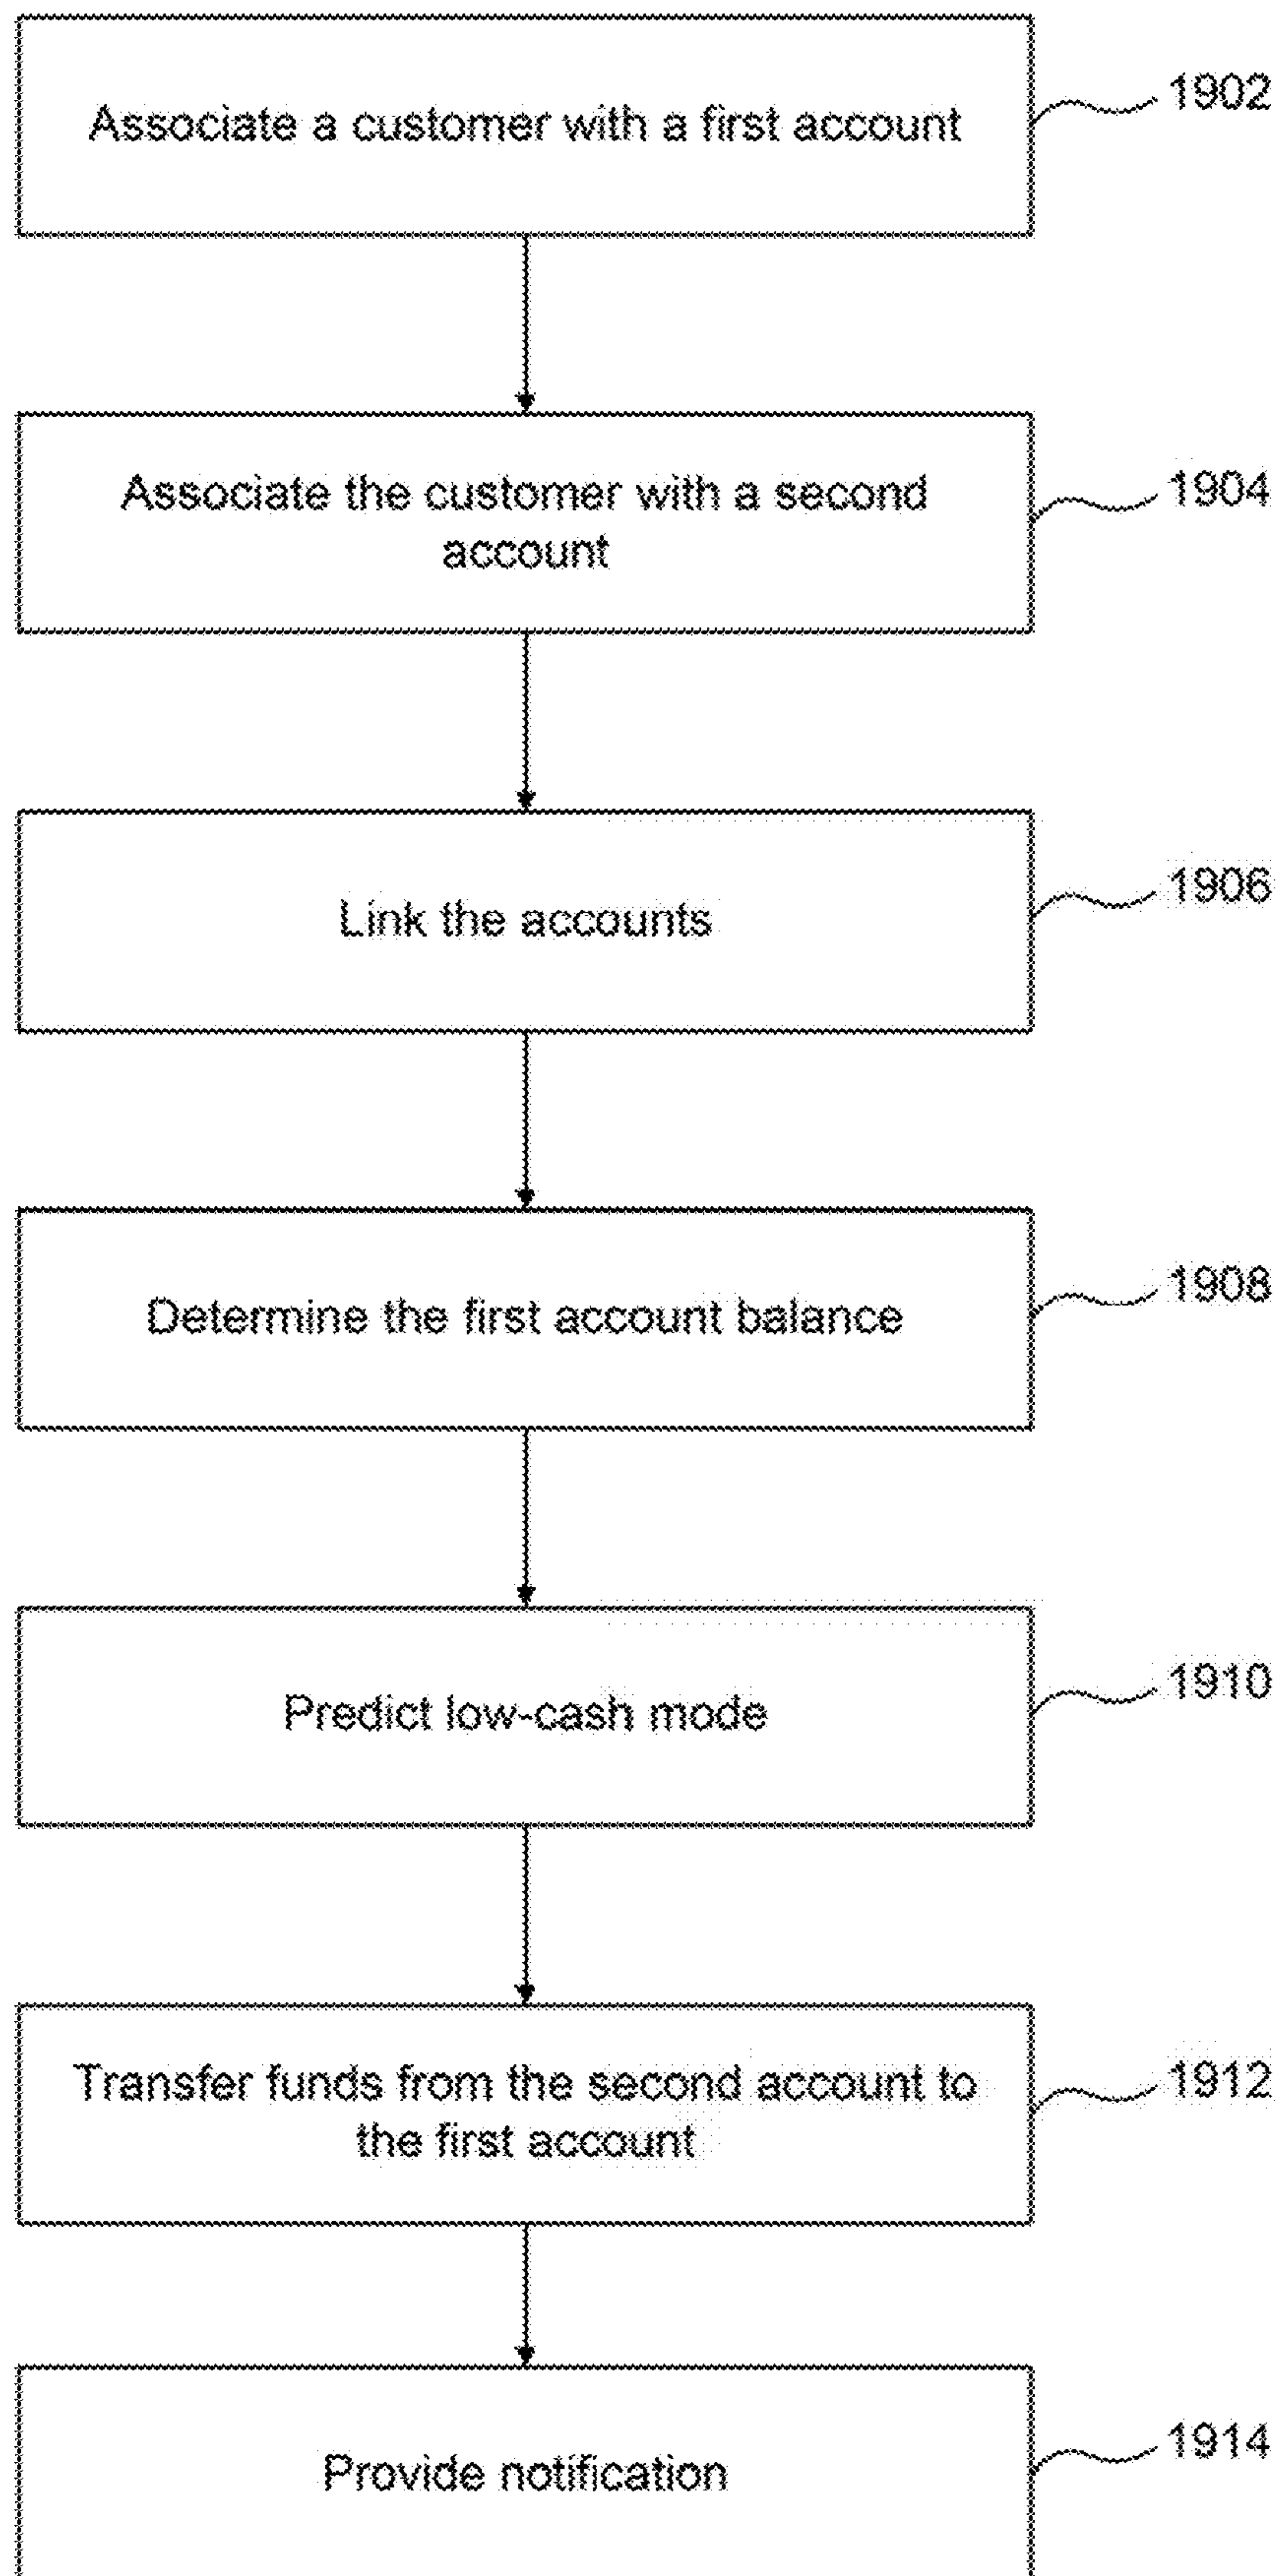 Associate a customer with a first account
1902
Associate the customer with a second
account
1904
Link the accounts
1906
Determine the first account balance
1908
Predict low-cash mode
1910
Transfer funds from the second account to
the first account
1912
Provide notification
1914